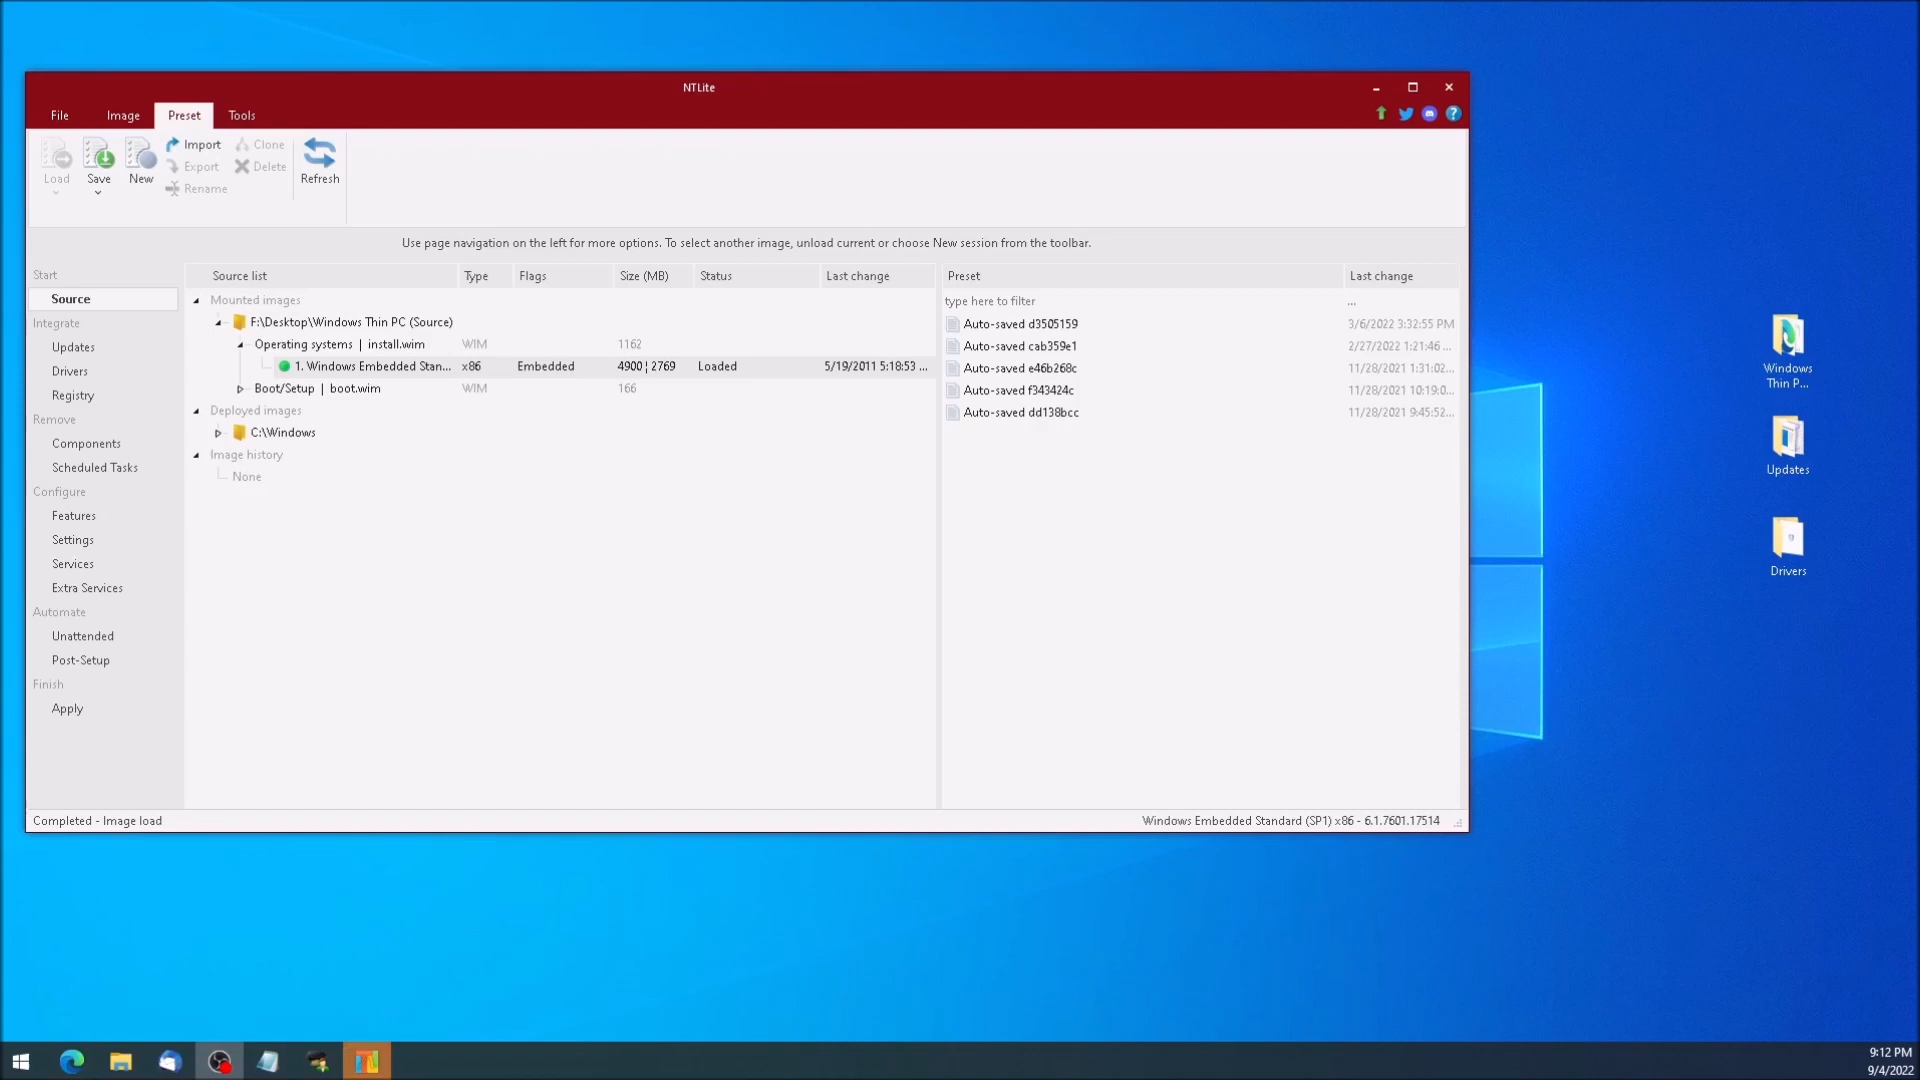 NTLite
File Image Preset Tools
Load Save New Import Export Rename Clone Delete Refresh
Use page navigation on the left for more options. To select another image, unload current or choose New session from the toolbar.
Start
Source
Integrate
Updates
Drivers
Registry
Remove
Components
Scheduled Tasks
Configure
Features
Settings
Services
Extra Services
Automate
Unattended
Post-Setup
Finish
Apply
Source list Type Flags Size (MB) Status Last change
Mounted images
F:\Desktop\Windows Thin PC (Source)
Operating systems | install.wim WIM 1162
1. Windows Embedded Stan... x86 Embedded 4900 ¦ 2769 Loaded 5/19/2011 5:18:53 ...
Boot/Setup | boot.wim WIM 166
Deployed images
C:\Windows
Image history
None
Preset Last change
type here to filter ...
Auto-saved d3505159 3/6/2022 3:32:55 PM
Auto-saved cab359e1 2/27/2022 1:21:46 ...
Auto-saved e46b268c 11/28/2021 1:31:02...
Auto-saved f343424c 11/28/2021 10:19:0...
Auto-saved dd138bcc 11/28/2021 9:45:52...
Completed - Image load
Windows Embedded Standard (SP1) x86 - 6.1.7601.17514
Windows
Thin P...
Updates
Drivers
9:12 PM
9/4/2022